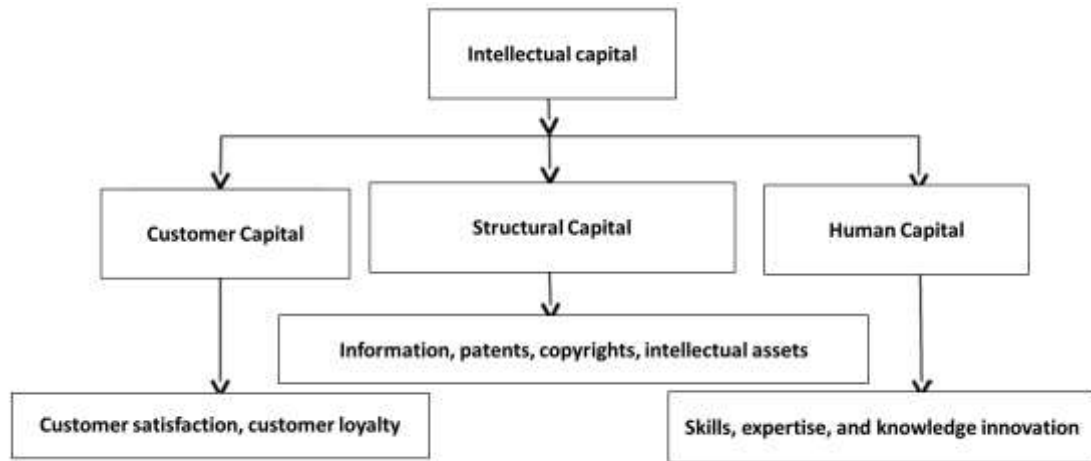 Intellectual capital
Customer Capital
Structural Capital
Human Capital
Information, patents, copyrights, intellectual assets
Customer satisfaction, customer loyalty
Skills, expertise, and knowledge innovation